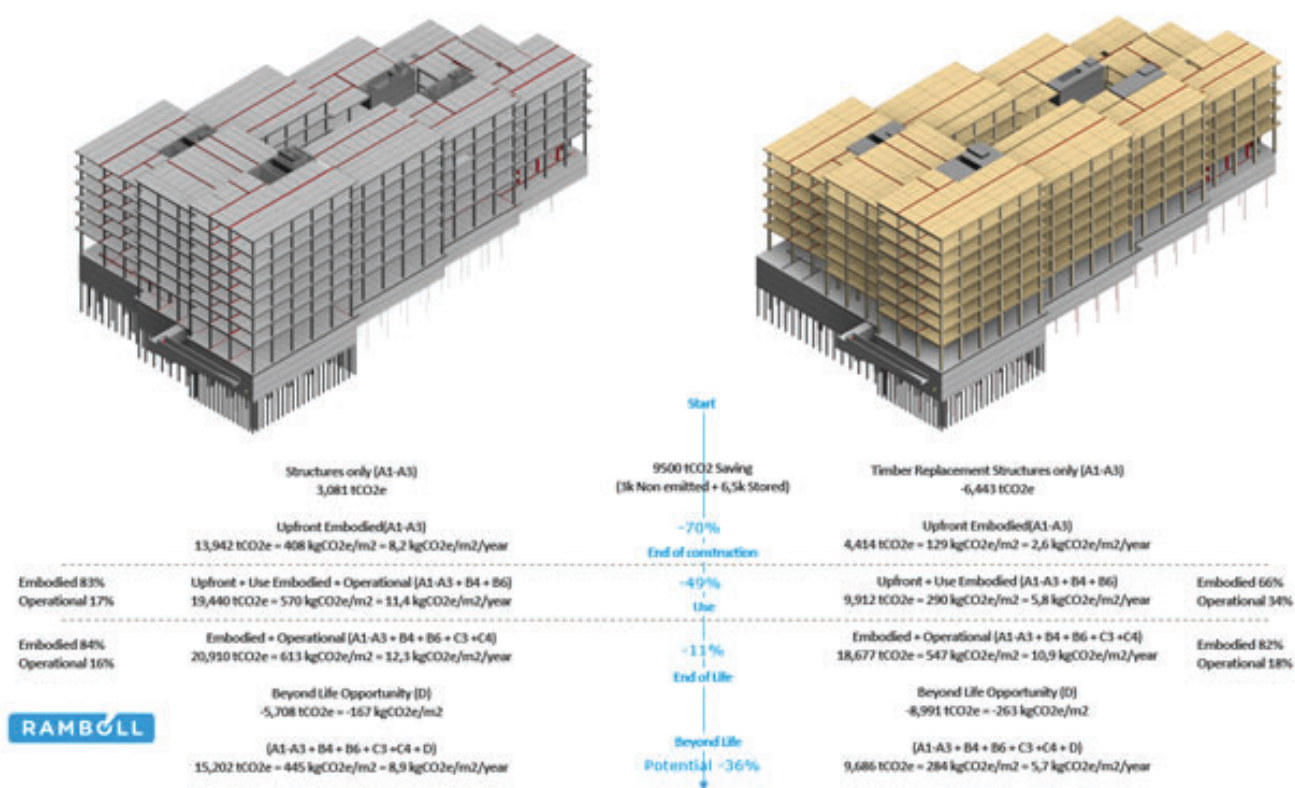 Start
Structures only (A1-A3)
3,081 tCO2e
9500 tCO2 Saving
(3k Non emitted + 6,5k Stored)
Timber Replacement Structures only (A1-A3)
-6,443 tCO2e
Upfront Embodied(A1-A3)
13,942 tCO2e = 408 kgCO2e/m2 = 8,2 kgCO2e/m2/year
-70%
End of construction
Upfront Embodied(A1-A3)
4,414 tCO2e = 129 kgCO2e/m2 = 2,6 kgCO2e/m2/year
Embodied 83%
Operational 17%
Upfront + Use Embodied + Operational (A1-A3 + B4 + B6)
19,440 tCO2e = 570 kgCO2e/m2 = 11,4 kgCO2e/m2/year
-49%
Use
Upfront + Use Embodied (A1-A3 + B4 + B6)
9,912 tCO2e = 290 kgCO2e/m2 = 5,8 kgCO2e/m2/year
Embodied 66%
Operational 34%
Embodied 84%
Operational 16%
Embodied + Operational (A1-A3 + B4 + B6 + C3 +C4)
20,910 tCO2e = 613 kgCO2e/m2 = 12,3 kgCO2e/m2/year
-11%
End of Life
Embodied + Operational (A1-A3 + B4 + B6 + C3 +C4)
18,677 tCO2e = 547 kgCO2e/m2 = 10,9 kgCO2e/m2/year
Embodied 82%
Operational 18%
Beyond Life Opportunity (D)
-5,708 tCO2e = -167 kgCO2e/m2
Beyond Life Opportunity (D)
-8,991 tCO2e = -263 kgCO2e/m2
RAMBOLL
(A1-A3 + B4 + B6 + C3 +C4 + D)
15,202 tCO2e = 445 kgCO2e/m2 = 8,9 kgCO2e/m2/year
Beyond Life
Potential -36%
(A1-A3 + B4 + B6 + C3 +C4 + D)
9,686 tCO2e = 284 kgCO2e/m2 = 5,7 kgCO2e/m2/year